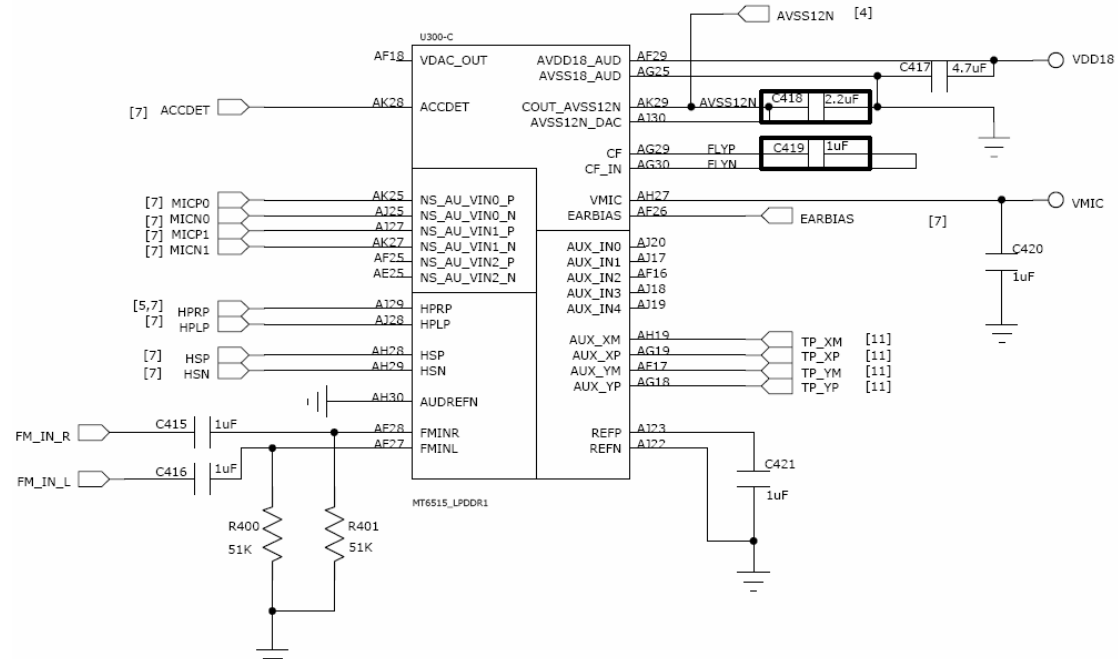 AVSS12N [4]
U300-C
AF18 VDAC_OUT AVDD18_AUD AF29 VDD18
AVSS18_AUD AG25 C417 4.7uF
[7] ACCDET AK28 ACCDET COUT_AVSS12N AK29 AVSS12N C418 2.2uF
AVSS12N_DAC AJ30
CF AG29 FLYP C419 1uF
CF_IN AG30 FLYN
[7] MICP0 AK25 NS_AU_VIN0_P VMIC AH27 VMIC
[7] MICN0 AJ25 NS_AU_VIN0_N EARBIAS AF26 EARBIAS [7]
[7] MICP1 AJ27 NS_AU_VIN1_P
[7] MICN1 AK27 NS_AU_VIN1_N AUX_IN0 AJ20 C420
AF25 NS_AU_VIN2_P AUX_IN1 AJ17
AE25 NS_AU_VIN2_N AUX_IN2 AF16 1uF
AUX_IN3 AJ18
[5,7] HPRP AJ29 HPRP AUX_IN4 AJ19
[7] HPLP AJ28 HPLP
AUX_XM AH19 TP_XM [11]
[7] HSP AH28 HSP AUX_XP AG19 TP_XP [11]
[7] HSN AH29 HSN AUX_YM AF17 TP_YM [11]
AUX_YP AG18 TP_YP [11]
AH30 AUDREFN
FM_IN_R C415 1uF AE28 FMINR REFP AJ23
AE27 FMINL REFN AJ22
FM_IN_L C416 1uF C421
1uF
MT6515_LPDDR1
R400 R401
51K 51K